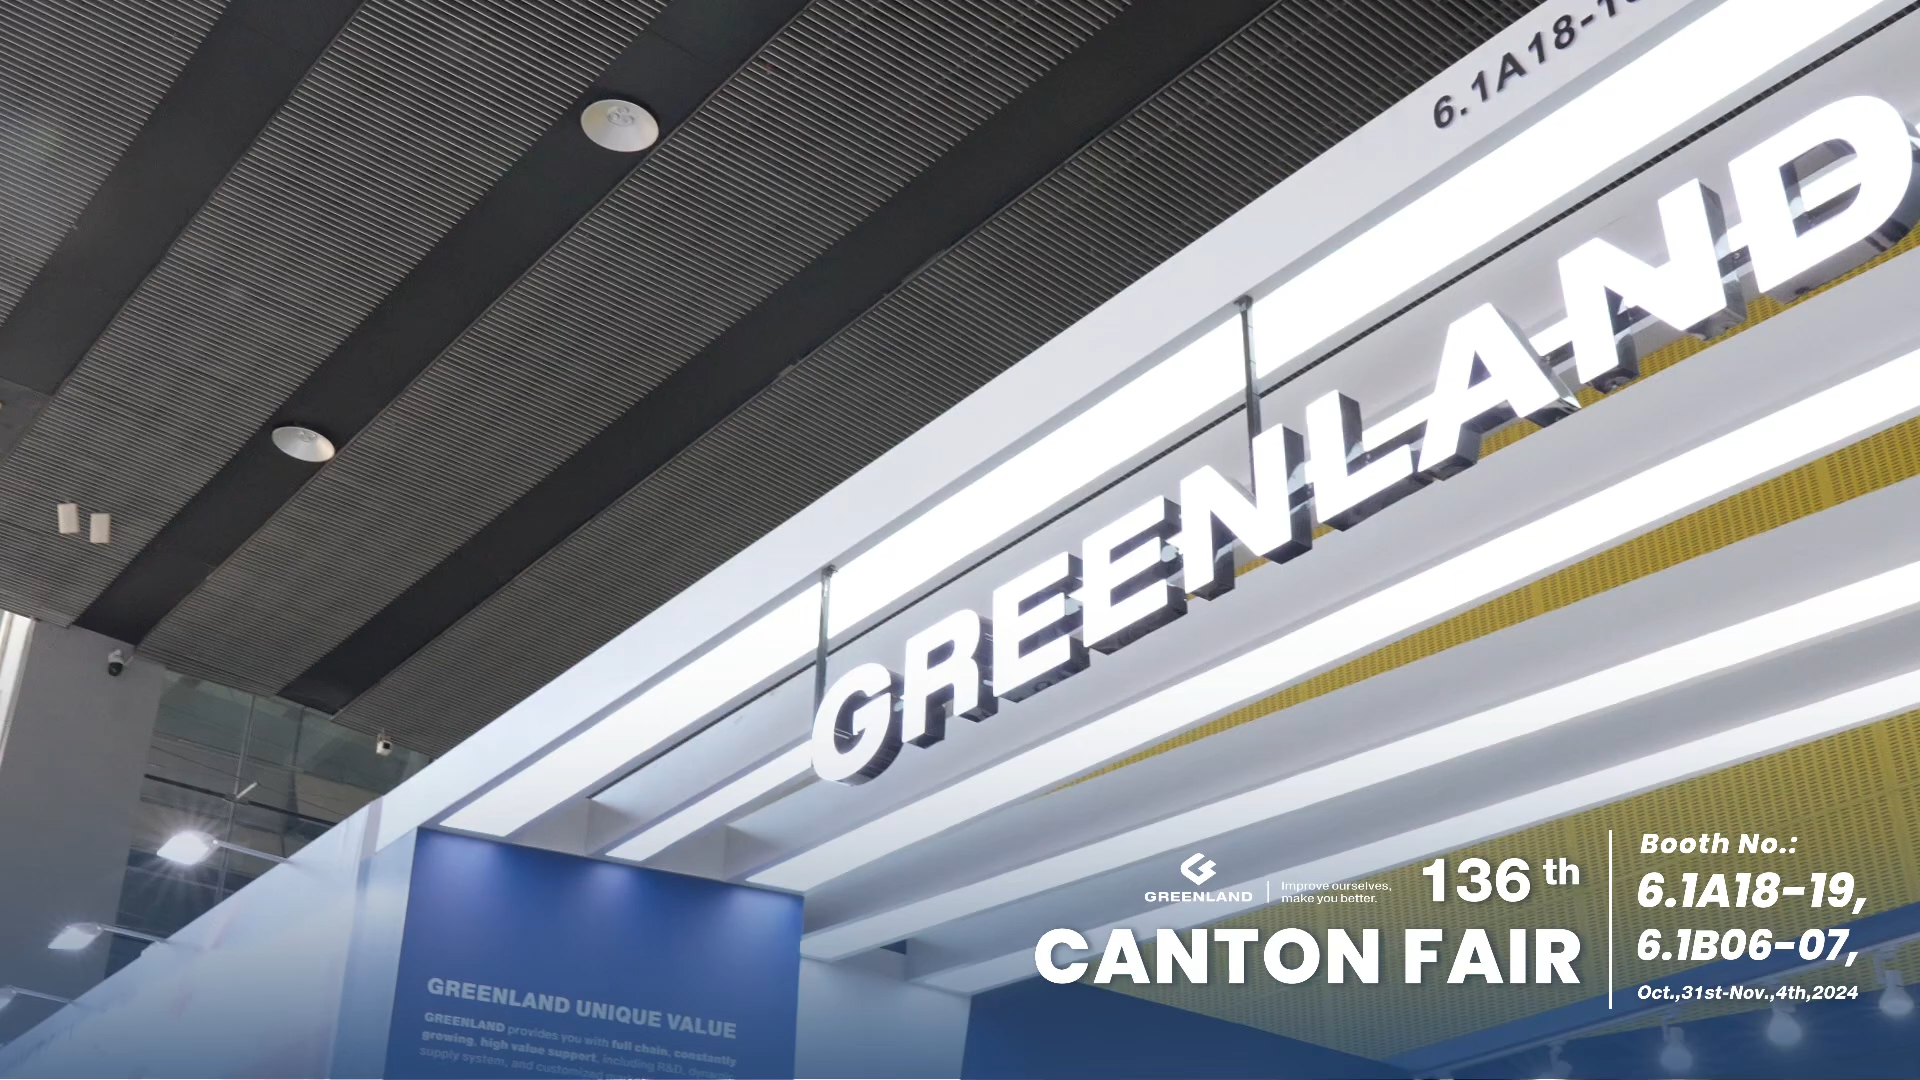 6.1A18-1
GREENLAND
GREENLAND UNIQUE VALUE
GREENLAND provides you with full chain, constantly
growing, high value support, including R&D, dynamic
supply system, and customized
GREENLAND
Improve ourselves,
make you better.
136 th
CANTON FAIR
Booth No.:
6.1A18-19,
6.1B06-07,
Oct.,31st-Nov.,4th,2024